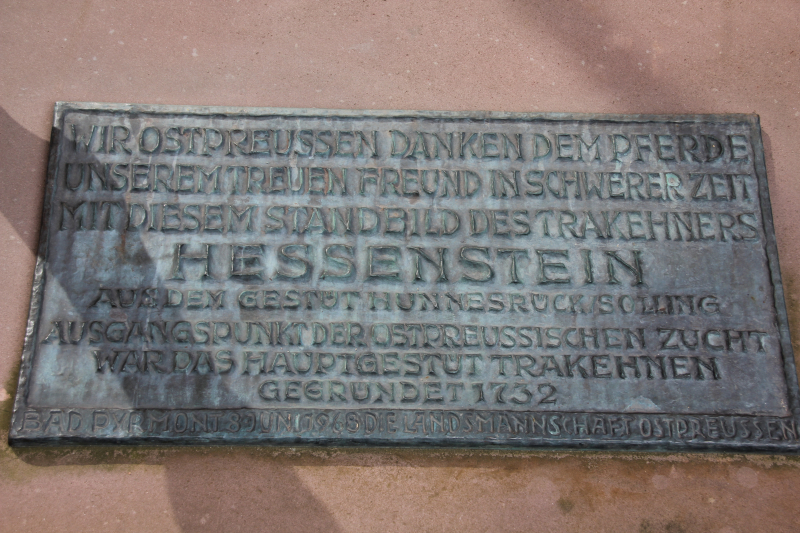 WIR OSTPREUSSEN DANKEN DEM PFERDE
UNSEREM TREUEN FREUND IN SCHWERER ZEIT
MIT DIESEM STANDBILD DES TRAKEHNERS
HESSENSTEIN
AUS DEM GESTÜT HUNNESRÜCK/SOLLING
AUSGANGSPUNKT DER OSTPREUSSISCHEN ZUCHT
WAR DAS HAUPTGESTÜT TRAKEHNEN
GEGRÜNDET 1732
BAD PYRMONT 8 JUNI 1968 DIE LANDSMANNSCHAFT OSTPREUSSEN